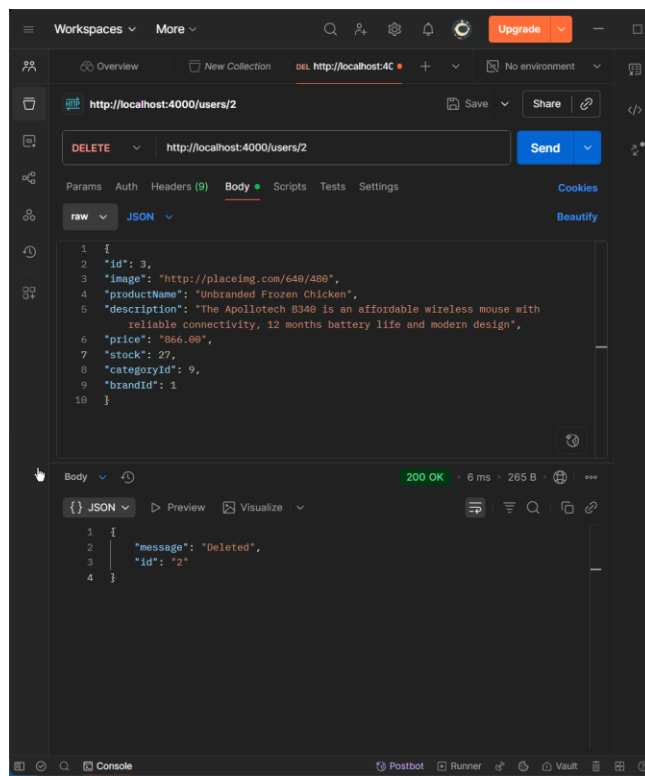 Workspaces More Upgrade
Overview New Collection DEL http://localhost:4C No environment
HTTP http://localhost:4000/users/2 Save Share
DELETE http://localhost:4000/users/2 Send
Params Auth Headers (9) Body Scripts Tests Settings Cookies
raw JSON Beautify
1 {
2 "id": 3,
3 "image": "http://placeimg.com/640/480",
4 "productName": "Unbranded Frozen Chicken",
5 "description": "The Apollotech B340 is an affordable wireless mouse with
reliable connectivity, 12 months battery life and modern design",
6 "price": "866.00",
7 "stock": 27,
8 "categoryId": 9,
9 "brandId": 1
10 }
Body 200 OK 6 ms 265 B
{} JSON Preview Visualize
1 {
2 "message": "Deleted",
3 "id": "2"
4 }
Console Postbot Runner Vault